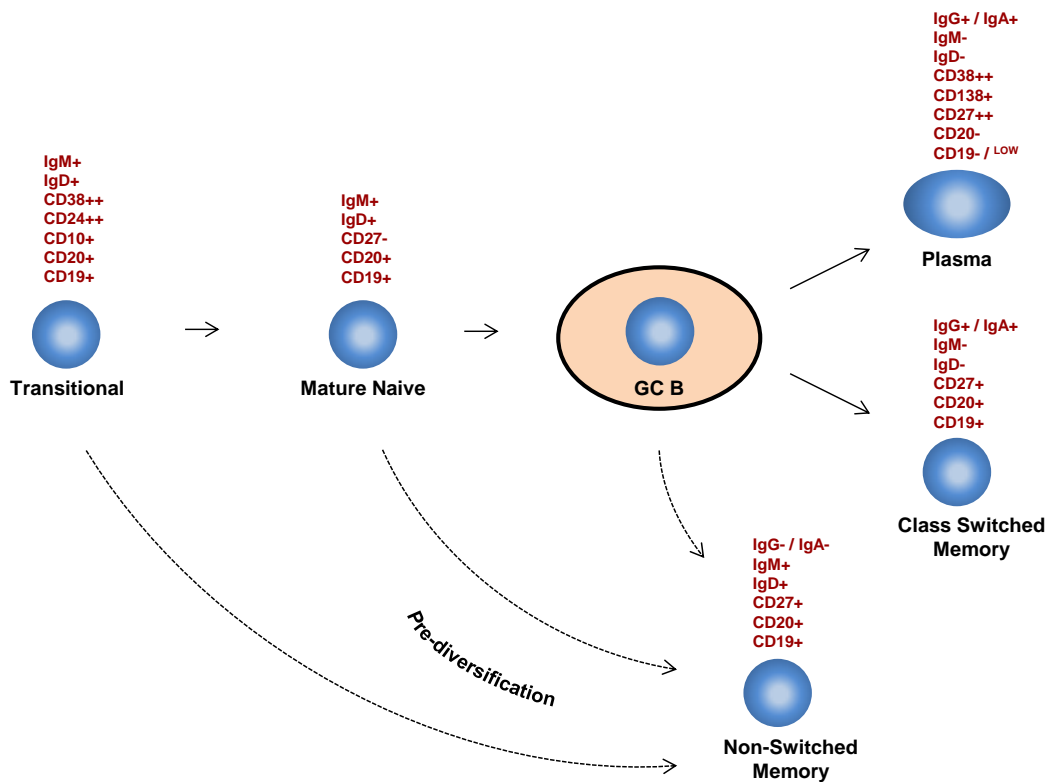 IgM+
IgD+
CD38++
CD24++
CD10+
CD20+
CD19+
Transitional
IgM+
IgD+
CD27-
CD20+
CD19+
Mature Naive
GC B
IgG+ / IgA+
IgM-
IgD-
CD38++
CD138+
CD27++
CD20-
CD19- / LOW
Plasma
IgG+ / IgA+
IgM-
IgD-
CD27+
CD20+
CD19+
Class Switched
Memory
Pre-diversification
IgG- / IgA-
IgM+
IgD+
CD27+
CD20+
CD19+
Non-Switched
Memory